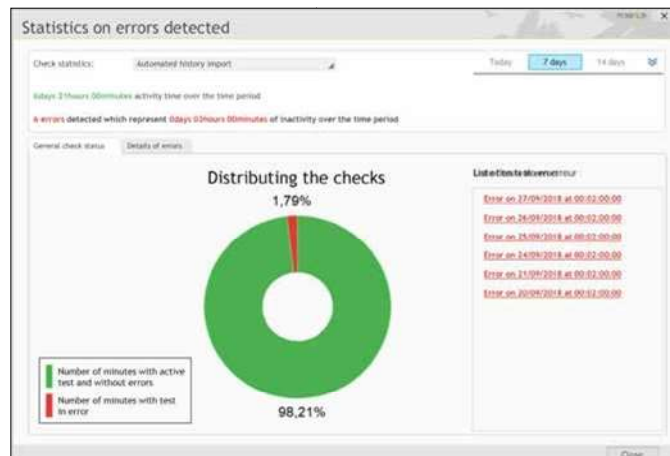 Statistics on errors detected
Check statistics: Automated history import
Today 7 days 14 days
6days 21hours 00minutes activity time over the time period
6 errors detected which represent 0days 03hours 00minutes of inactivity over the time period
General check status Details of errors
Distributing the checks
1,79%
98,21%
Number of minutes with active
test and without errors
Number of minutes with test
in error
Error on 27/09/2018 at 00:02:00:00
Error on 26/09/2018 at 00:02:00:00
Error on 25/09/2018 at 00:02:00:00
Error on 24/09/2018 at 00:02:00:00
Error on 21/09/2018 at 00:02:00:00
Error on 20/09/2018 at 00:02:00:00
Close